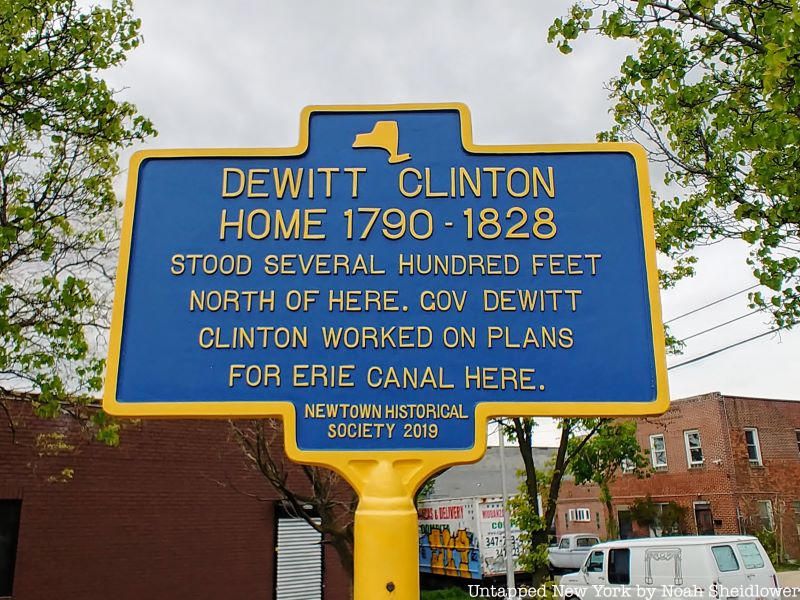 DEWITT CLINTON
HOME 1790 - 1828
STOOD SEVERAL HUNDRED FEET
NORTH OF HERE. GOV DEWITT
CLINTON WORKED ON PLANS
FOR ERIE CANAL HERE.
NEWTOWN HISTORICAL
SOCIETY 2019
& DELIVERY
Untapped New York by Noah Sheidlower